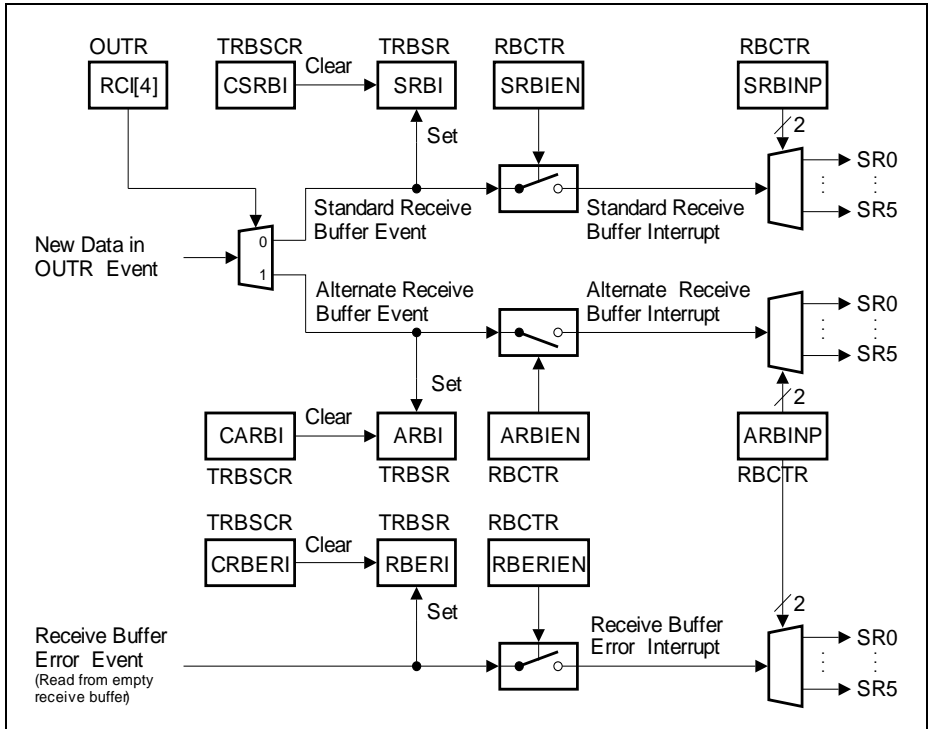 OUTR
TRBSCR
TRBSR
RBCTR
RBCTR
RCI[4]
CSRBI
Clear
SRBI
SRBIEN
SRBINP
Set
2
SR0
SR5
Standard Receive
Buffer Event
Standard Receive
Buffer Interrupt
New Data in
OUTR Event
0
1
Alternate Receive
Buffer Event
Alternate Receive
Buffer Interrupt
SR0
SR5
Set
2
CARBI
Clear
ARBI
ARBIEN
ARBINP
TRBSCR
TRBSR
RBCTR
RBCTR
TRBSCR
TRBSR
RBCTR
CRBERI
Clear
RBERI
RBERIEN
Set
2
Receive Buffer
Error Event
(Read from empty
receive buffer)
Receive Buffer
Error Interrupt
SR0
SR5